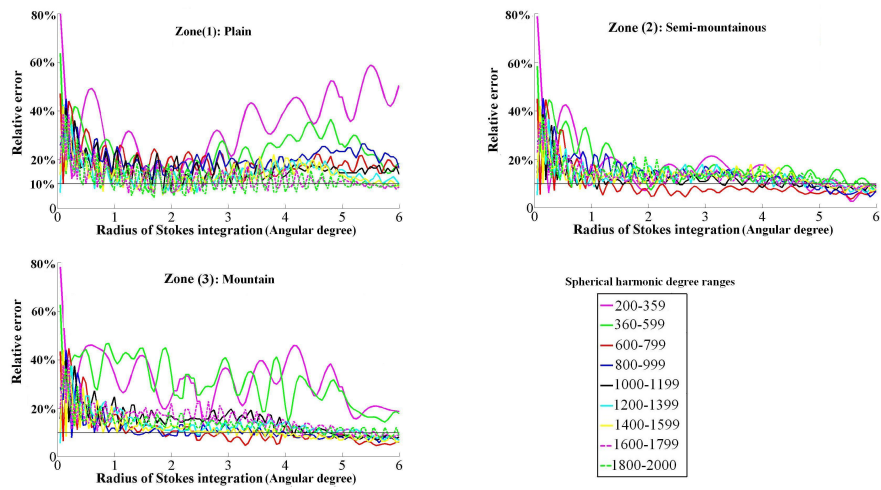 Zone(1): Plain
Relative error
80%
60%
40%
20%
10%
0
0 1 2 3 4 5 6
Radius of Stokes integration (Angular degree)
Zone (2): Semi-mountainous
Relative error
80%
60%
40%
20%
10%
0
0 1 2 3 4 5 6
Radius of Stokes integration (Angular degree)
Zone (3): Mountain
Relative error
80%
60%
40%
20%
10%
0
0 1 2 3 4 5 6
Radius of Stokes integration (Angular degree)
Spherical harmonic degree ranges
200-359
360-599
600-799
800-999
1000-1199
1200-1399
1400-1599
1600-1799
1800-2000